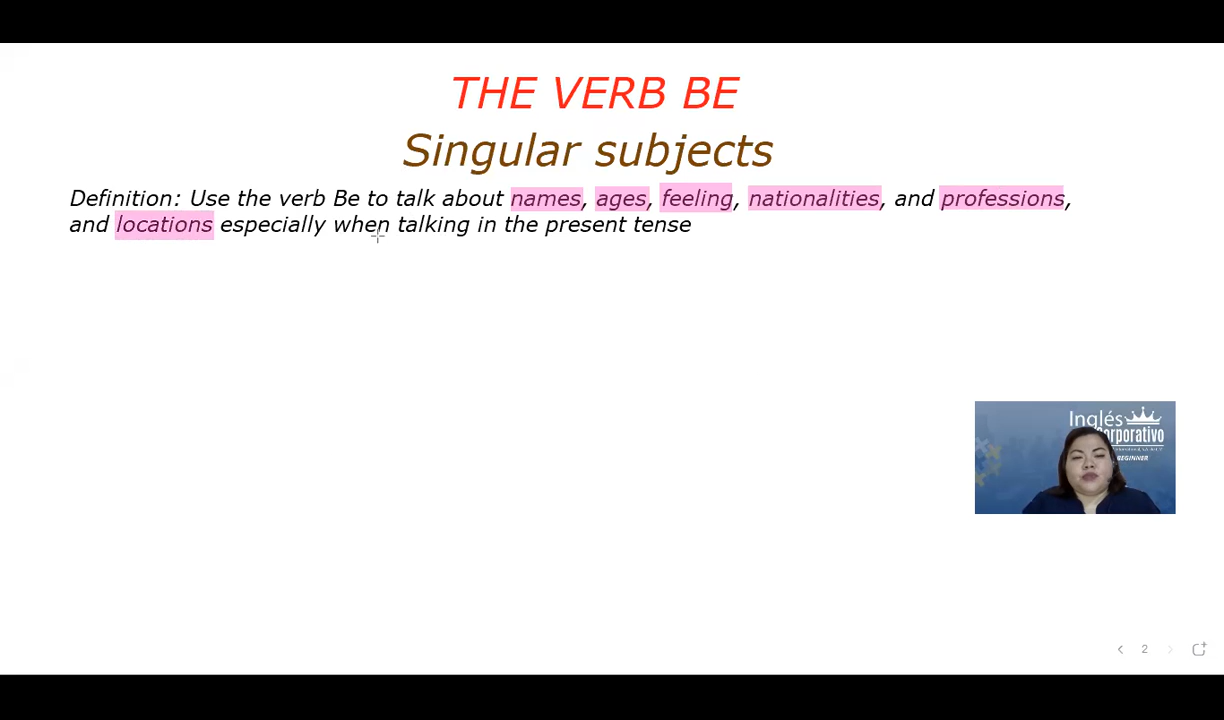 THE VERB BE
Singular subjects
Definition: Use the verb Be to talk about names, ages, feeling, nationalities, and professions,
and locations especially when talking in the present tense
Inglés
Corporativo
BEGINNER
2